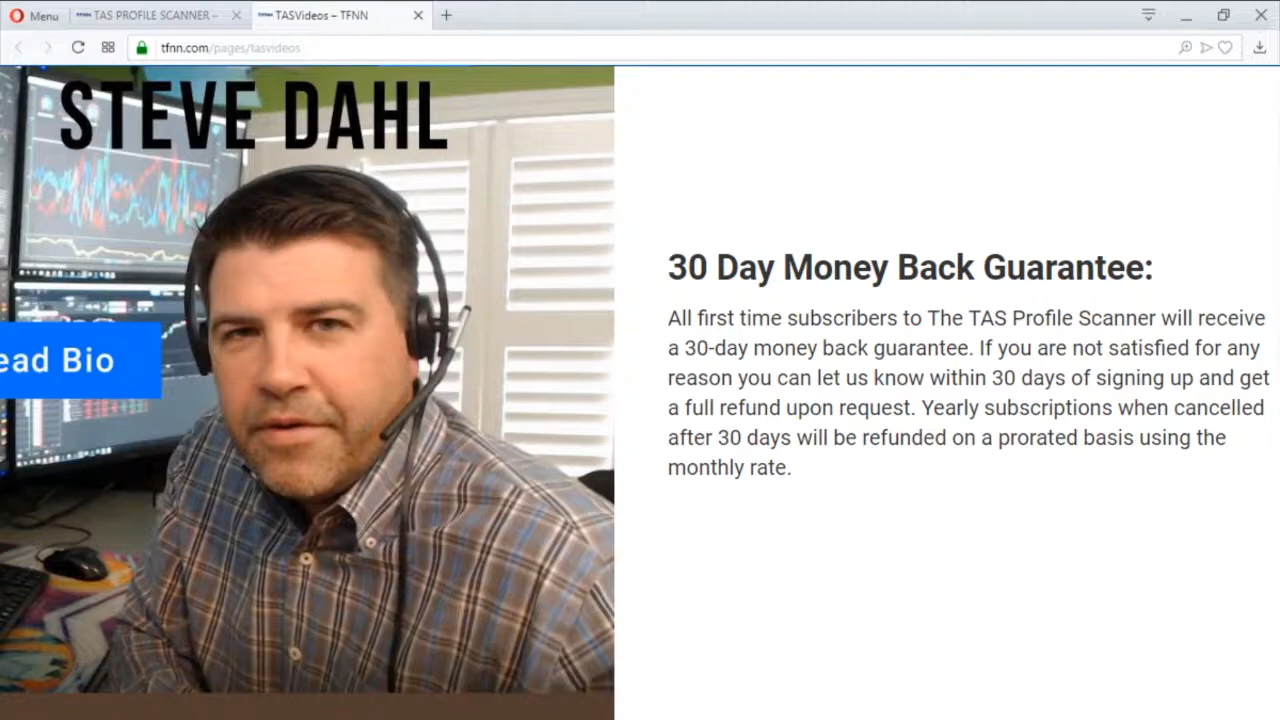 Menu
TAS PROFILE SCANNER –
TASVideos – TFNN
tfnn.com/pages/tasvideos
STEVE DAHL
ead Bio
30 Day Money Back Guarantee:
All first time subscribers to The TAS Profile Scanner will receive
a 30-day money back guarantee. If you are not satisfied for any
reason you can let us know within 30 days of signing up and get
a full refund upon request. Yearly subscriptions when cancelled
after 30 days will be refunded on a prorated basis using the
monthly rate.